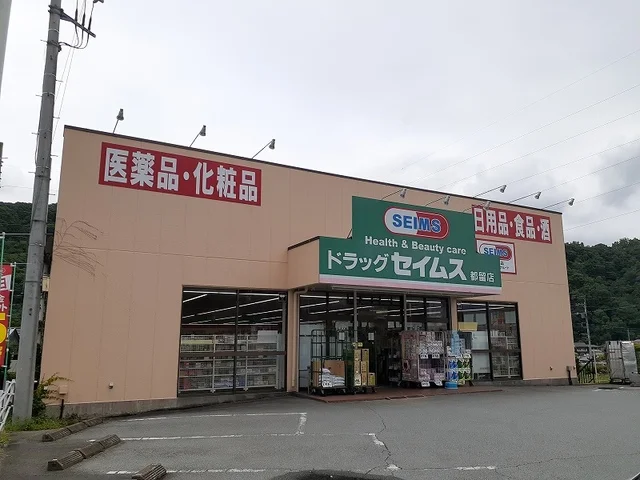 医薬品・化粧品
SEIMS
Health & Beauty care
ドラッグセイムス 都留店
日用品・食品・酒
SEIMS